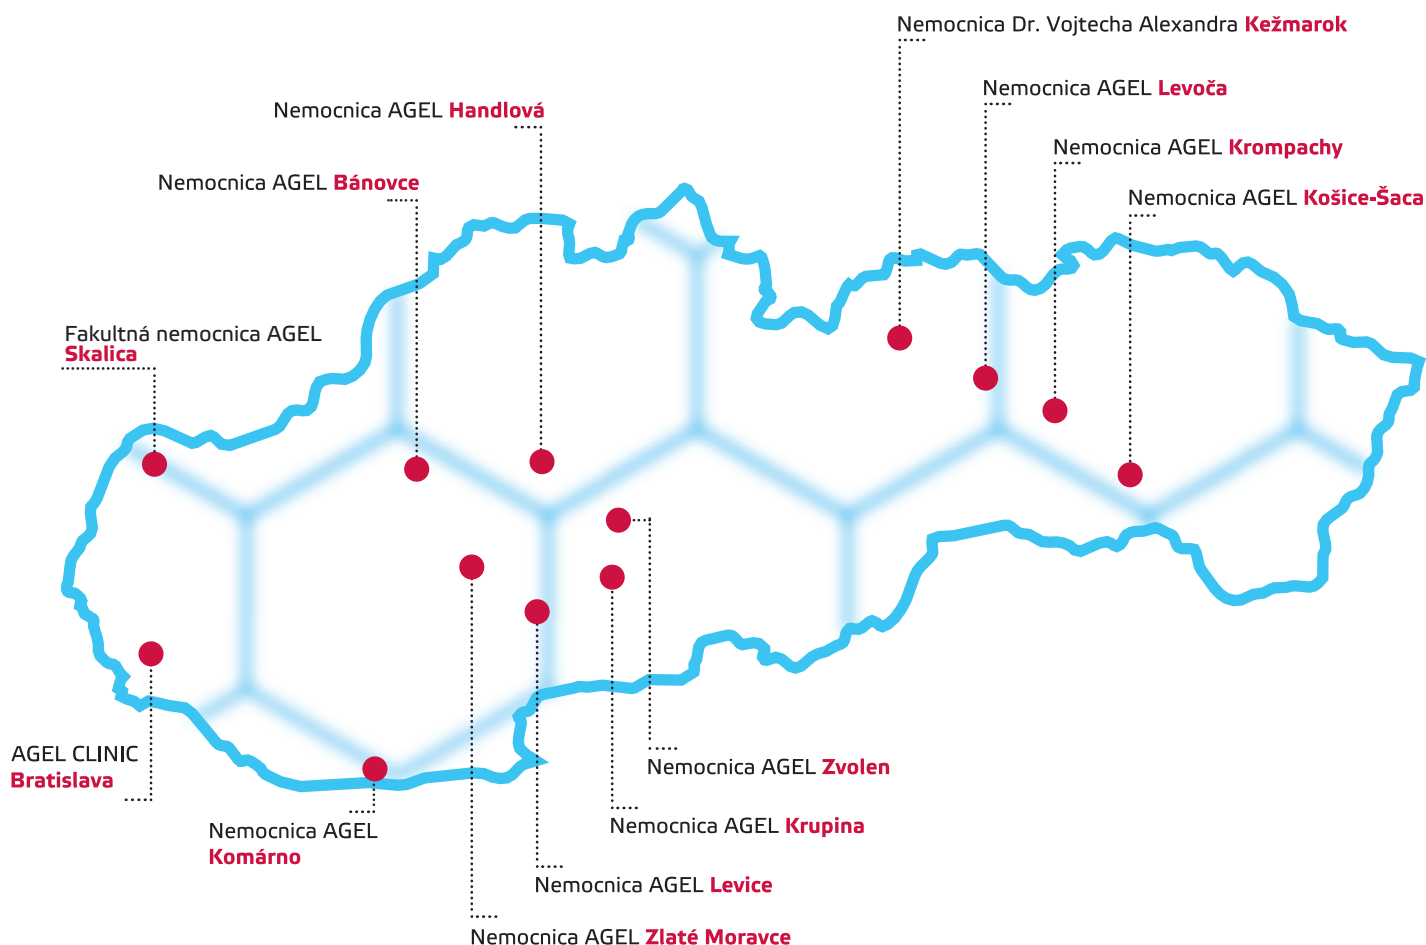 Nemocnica Dr. Vojtecha Alexandra Kežmarok
Nemocnica AGEL Levoča
Nemocnica AGEL Handlová
Nemocnica AGEL Krompachy
Nemocnica AGEL Bánovce
Nemocnica AGEL Košice-Šaca
Fakultná nemocnica AGEL
Skalica
AGEL CLINIC
Bratislava
Nemocnica AGEL Zvolen
Nemocnica AGEL
Komárno
Nemocnica AGEL Krupina
Nemocnica AGEL Levice
Nemocnica AGEL Zlaté Moravce